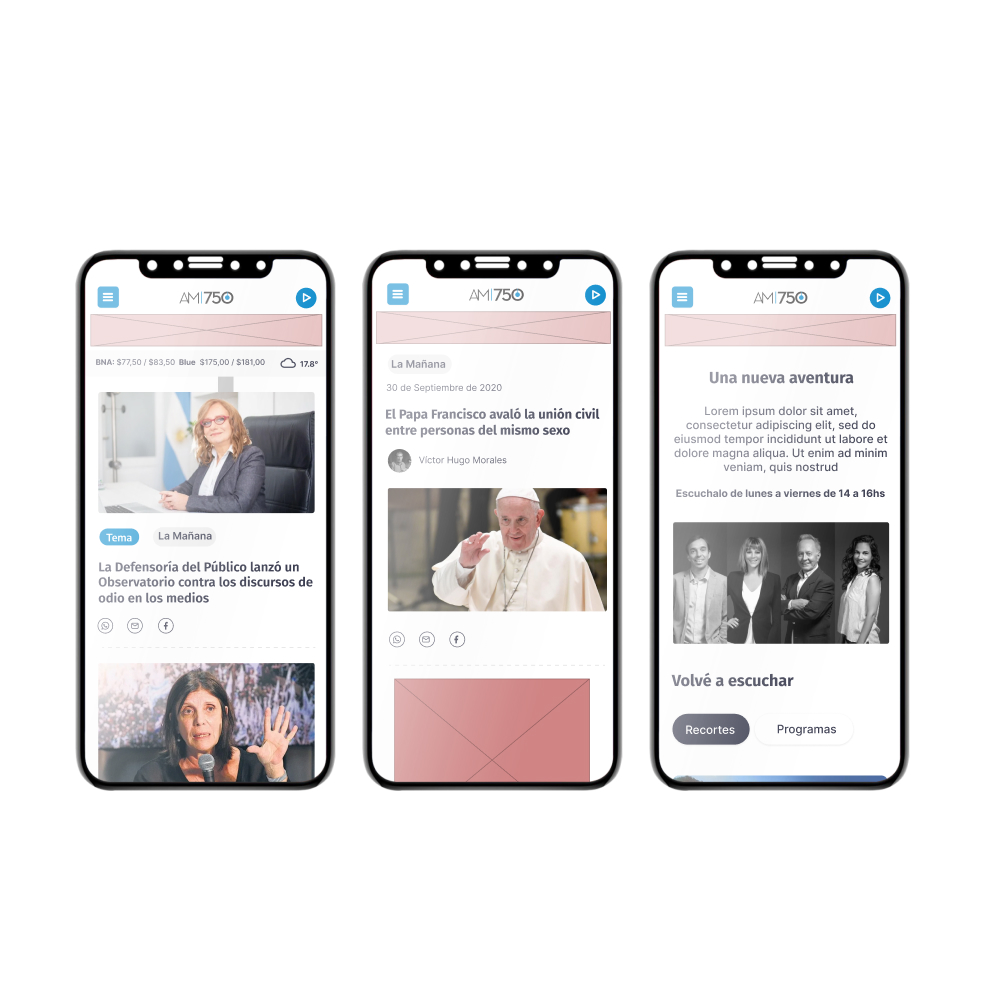 AM|750
BNA: $77,50 / $83,50 Blue $175,00 / $181,00 17.8°
Tema La Mañana
La Defensoría del Público lanzó un
Observatorio contra los discursos de
odio en los medios
AM|750
La Mañana
30 de Septiembre de 2020
El Papa Francisco avaló la unión civil
entre personas del mismo sexo
Víctor Hugo Morales
AM|750
Una nueva aventura
Lorem ipsum dolor sit amet,
consectetur adipiscing elit, sed do
eiusmod tempor incididunt ut labore et
dolore magna aliqua. Ut enim ad minim
veniam, quis nostrud
Escuchalo de lunes a viernes de 14 a 16hs
Volvé a escuchar
Recortes Programas